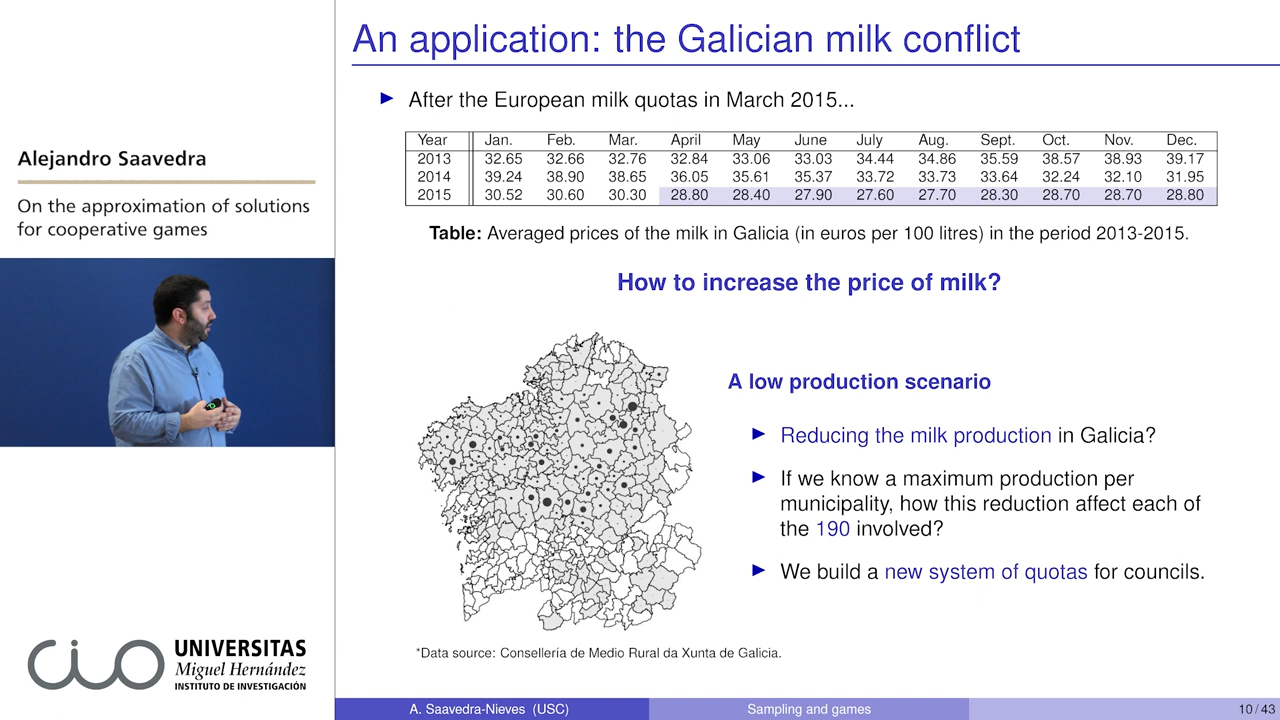 Alejandro Saavedra
On the approximation of solutions
for cooperative games
UNIVERSITAS
Miguel Hernández
INSTITUTO DE INVESTIGACIÓN
An application: the Galician milk conflict
After the European milk quotas in March 2015...
Year Jan. Feb. Mar. April May June July Aug. Sept. Oct. Nov. Dec.
2013 32.65 32.66 32.76 32.84 33.06 33.03 34.44 34.86 35.59 38.57 38.93 39.17
2014 39.24 38.90 38.65 36.05 35.61 35.37 33.72 33.73 33.64 32.24 32.10 31.95
2015 30.52 30.60 30.30 28.80 28.40 27.90 27.60 27.70 28.30 28.70 28.70 28.80
Table: Averaged prices of the milk in Galicia (in euros per 100 litres) in the period 2013-2015.
How to increase the price of milk?
A low production scenario
Reducing the milk production in Galicia?
If we know a maximum production per
municipality, how this reduction affect each of
the 190 involved?
We build a new system of quotas for councils.
*Data source: Consellería de Medio Rural da Xunta de Galicia.
A. Saavedra-Nieves (USC)
Sampling and games
10 / 43